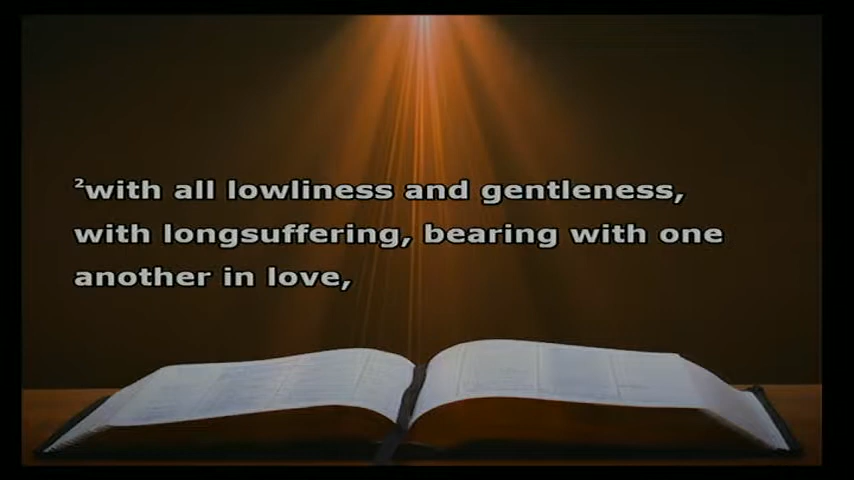 ²with all lowliness and gentleness,
with longsuffering, bearing with one
another in love,